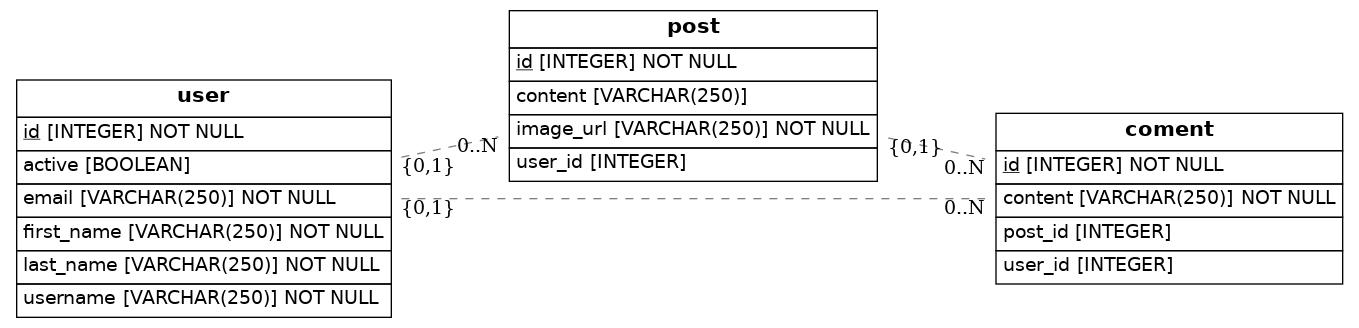 user
id [INTEGER] NOT NULL
active [BOOLEAN]
email [VARCHAR(250)] NOT NULL
first_name [VARCHAR(250)] NOT NULL
last_name [VARCHAR(250)] NOT NULL
username [VARCHAR(250)] NOT NULL
{0,1}
0..N
{0,1}
0..N
post
id [INTEGER] NOT NULL
content [VARCHAR(250)]
image_url [VARCHAR(250)] NOT NULL
user_id [INTEGER]
{0,1}
0..N
coment
id [INTEGER] NOT NULL
content [VARCHAR(250)] NOT NULL
post_id [INTEGER]
user_id [INTEGER]